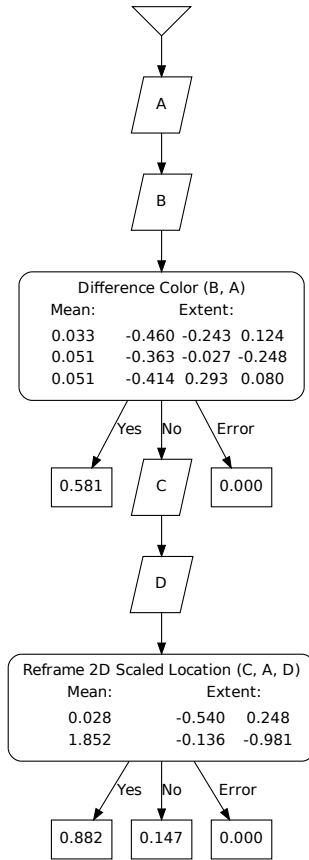 A
B
Difference Color (B, A)
Mean: Extent:
0.033 -0.460 -0.243 0.124
0.051 -0.363 -0.027 -0.248
0.051 -0.414 0.293 0.080
Yes No Error
0.581 C 0.000
D
Reframe 2D Scaled Location (C, A, D)
Mean: Extent:
0.028 -0.540 0.248
1.852 -0.136 -0.981
Yes No Error
0.882 0.147 0.000